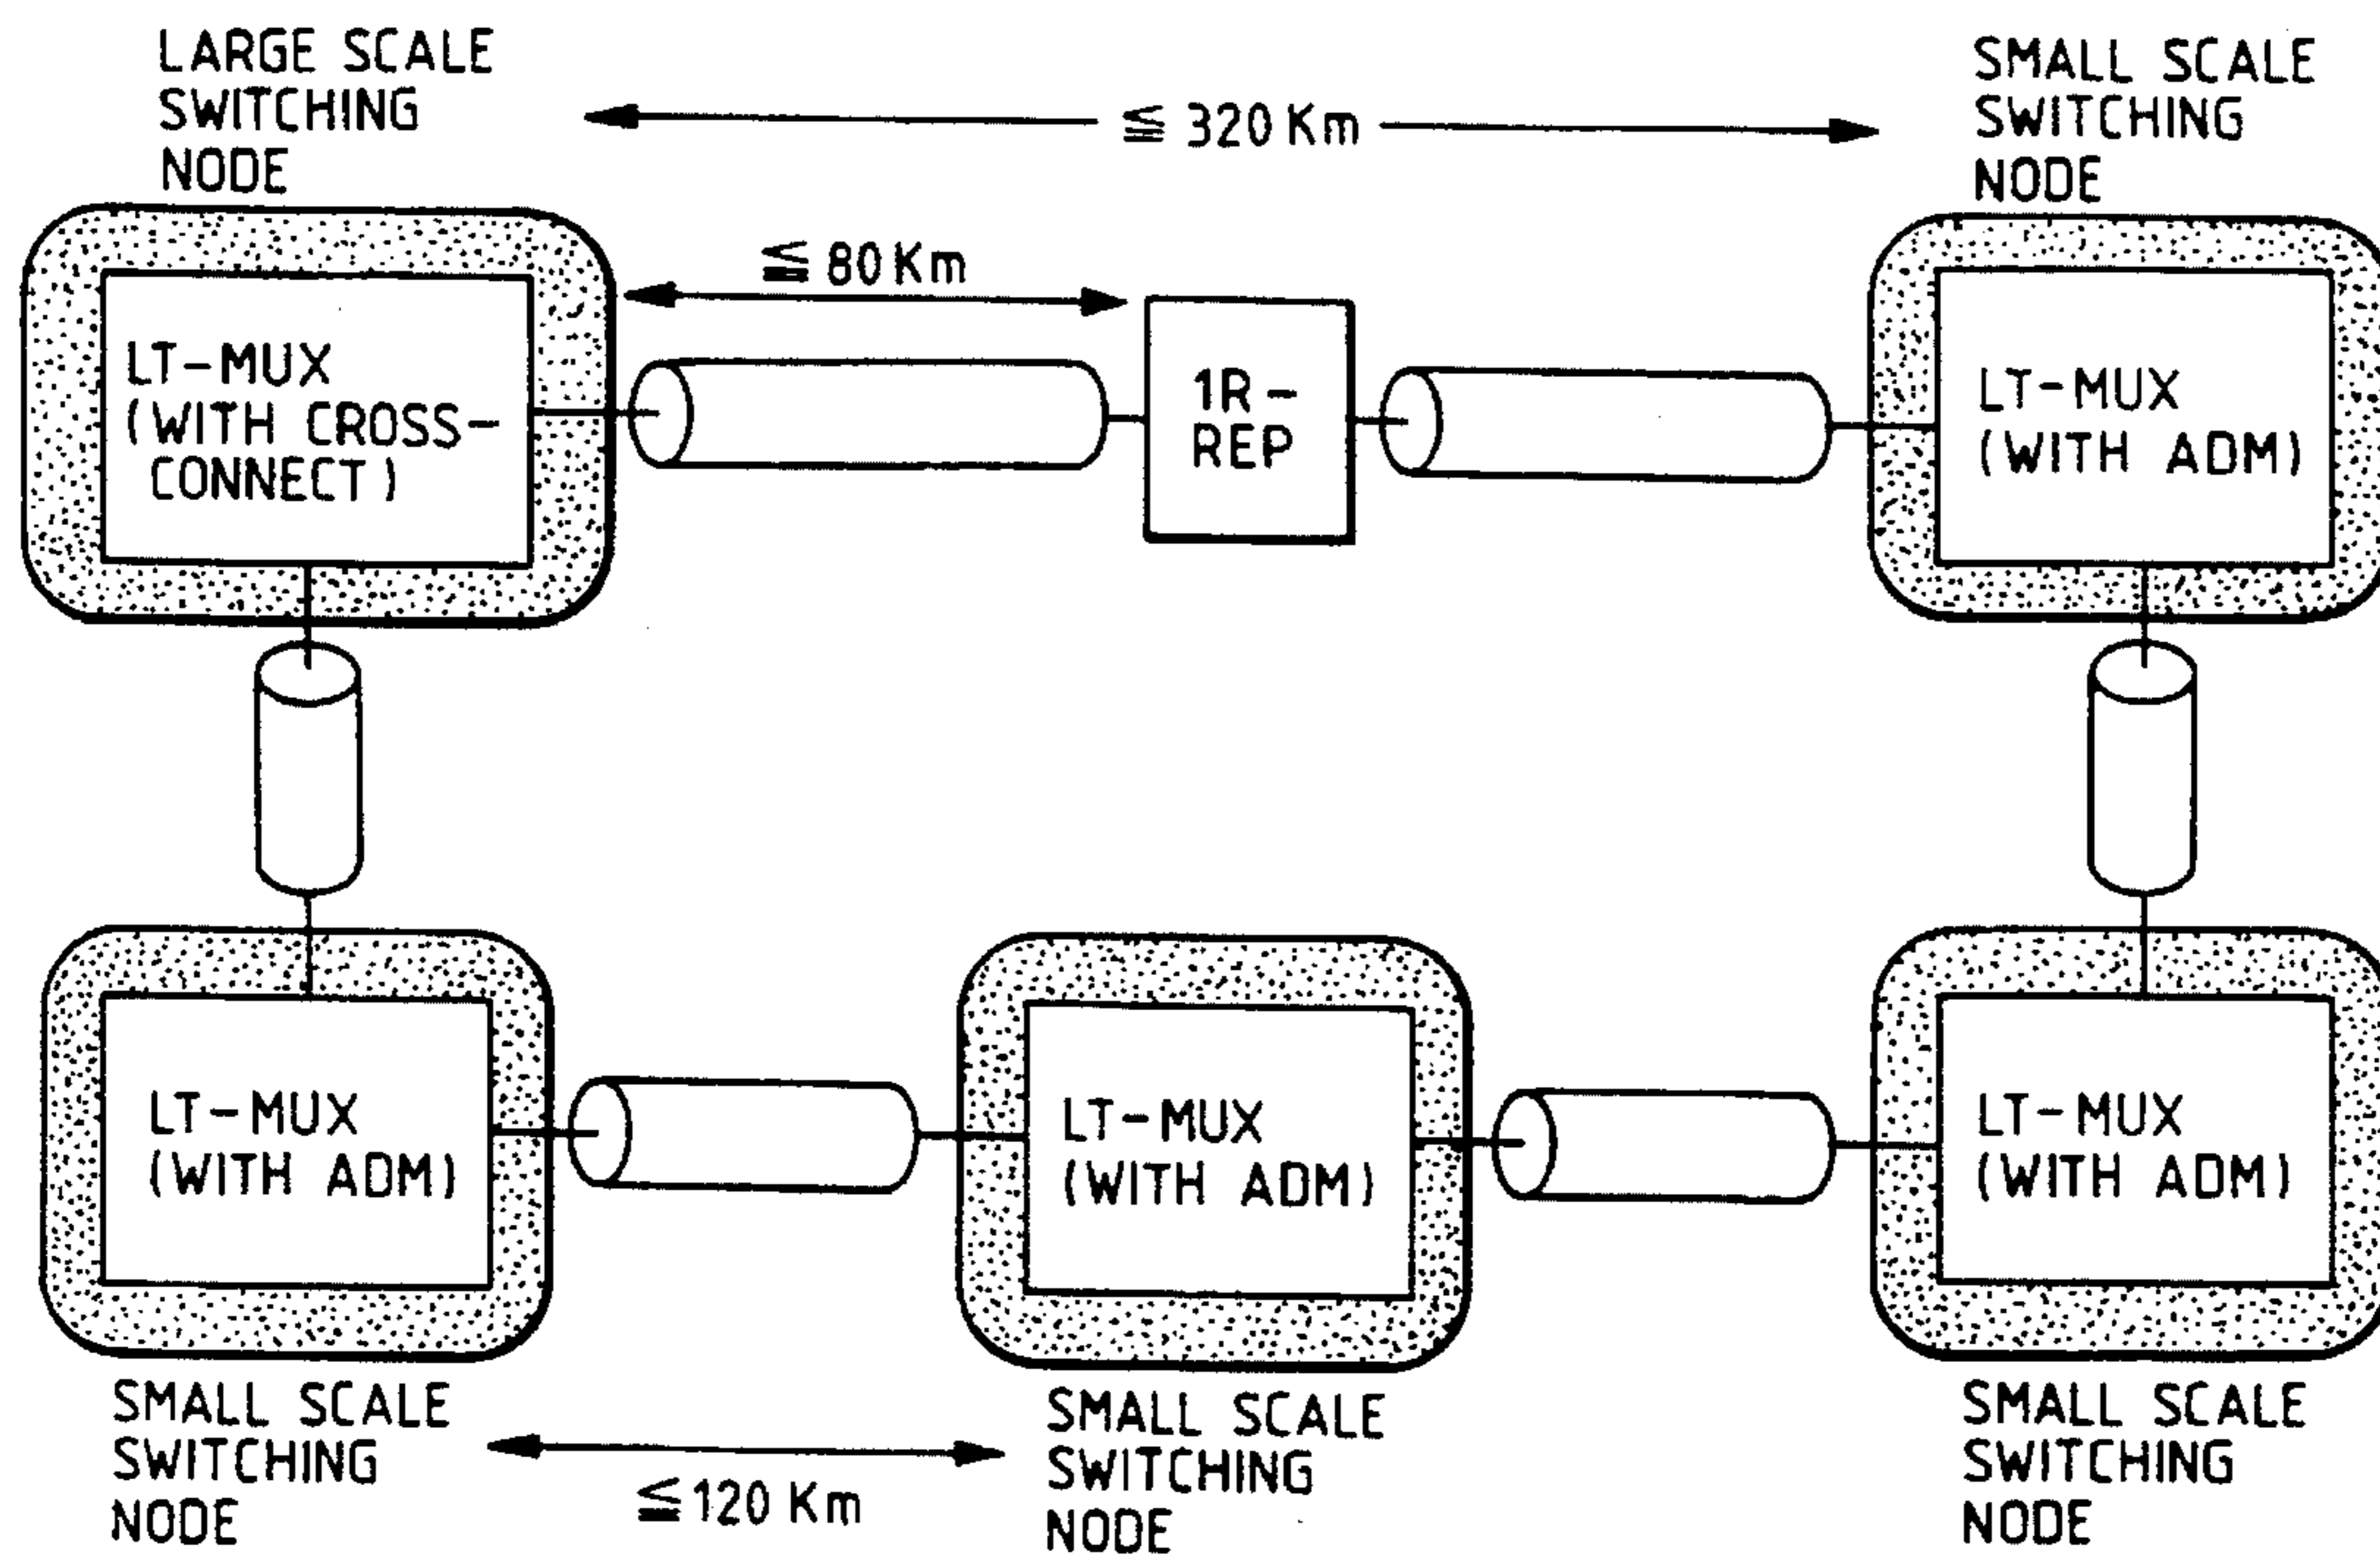 LARGE SCALE
SWITCHING
NODE
≦ 320 Km
SMALL SCALE
SWITCHING
NODE
≦ 80 Km
LT-MUX
(WITH CROSS-
CONNECT)
1R-
REP
LT-MUX
(WITH ADM)
LT-MUX
(WITH ADM)
LT-MUX
(WITH ADM)
LT-MUX
(WITH ADM)
SMALL SCALE
SWITCHING
NODE
≦120 Km
SMALL SCALE
SWITCHING
NODE
SMALL SCALE
SWITCHING
NODE